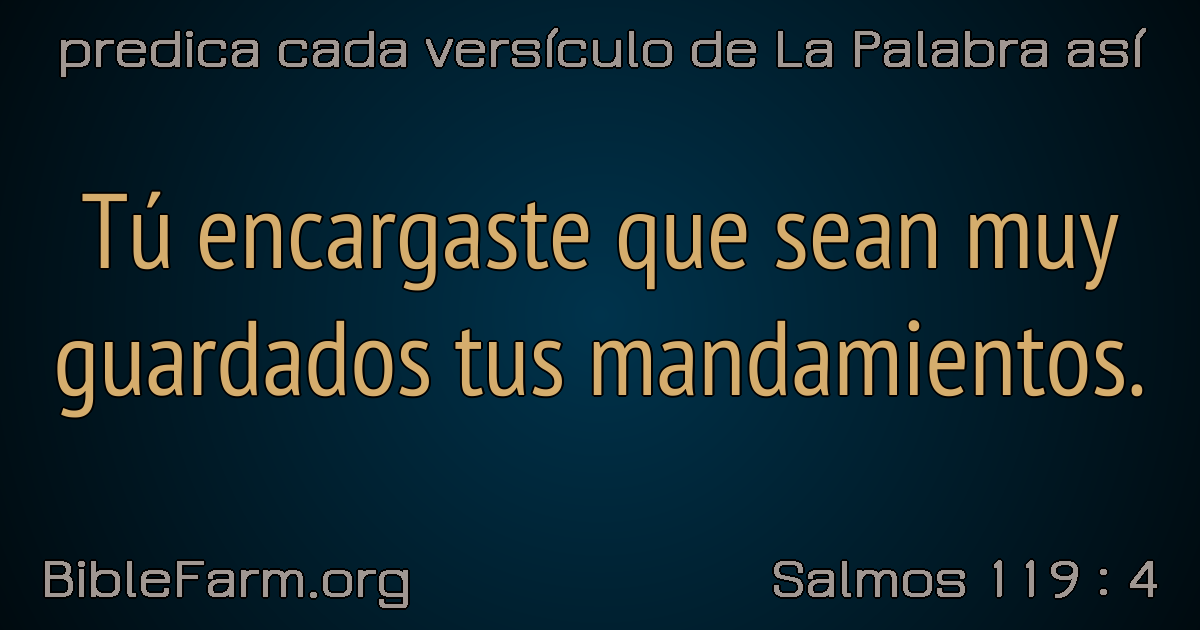 predica cada versículo de La Palabra así
Tú encargaste que sean muy
guardados tus mandamientos.
BibleFarm.org
Salmos 119 : 4